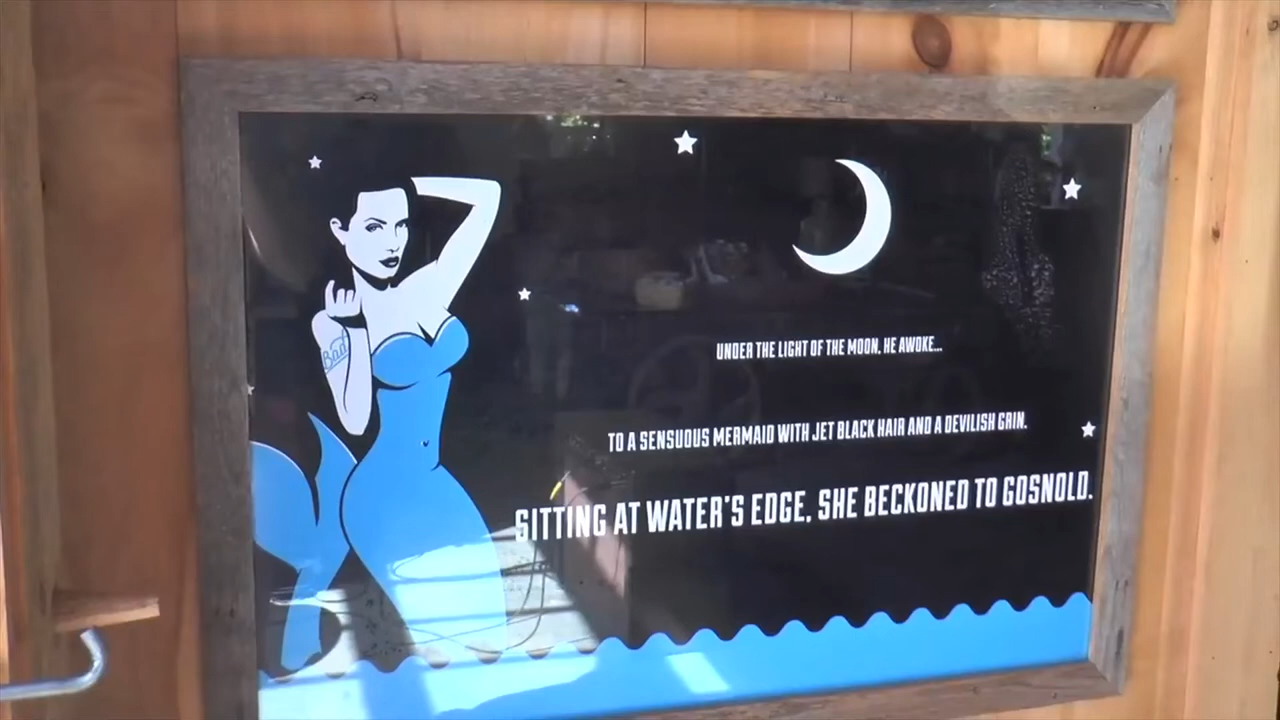 Bad
UNDER THE LIGHT OF THE MOON, HE AWOKE...
TO A SENSUOUS MERMAID WITH JET BLACK HAIR AND A DEVILISH GRIN.
SITTING AT WATER'S EDGE, SHE BECKONED TO GOSNOLD.